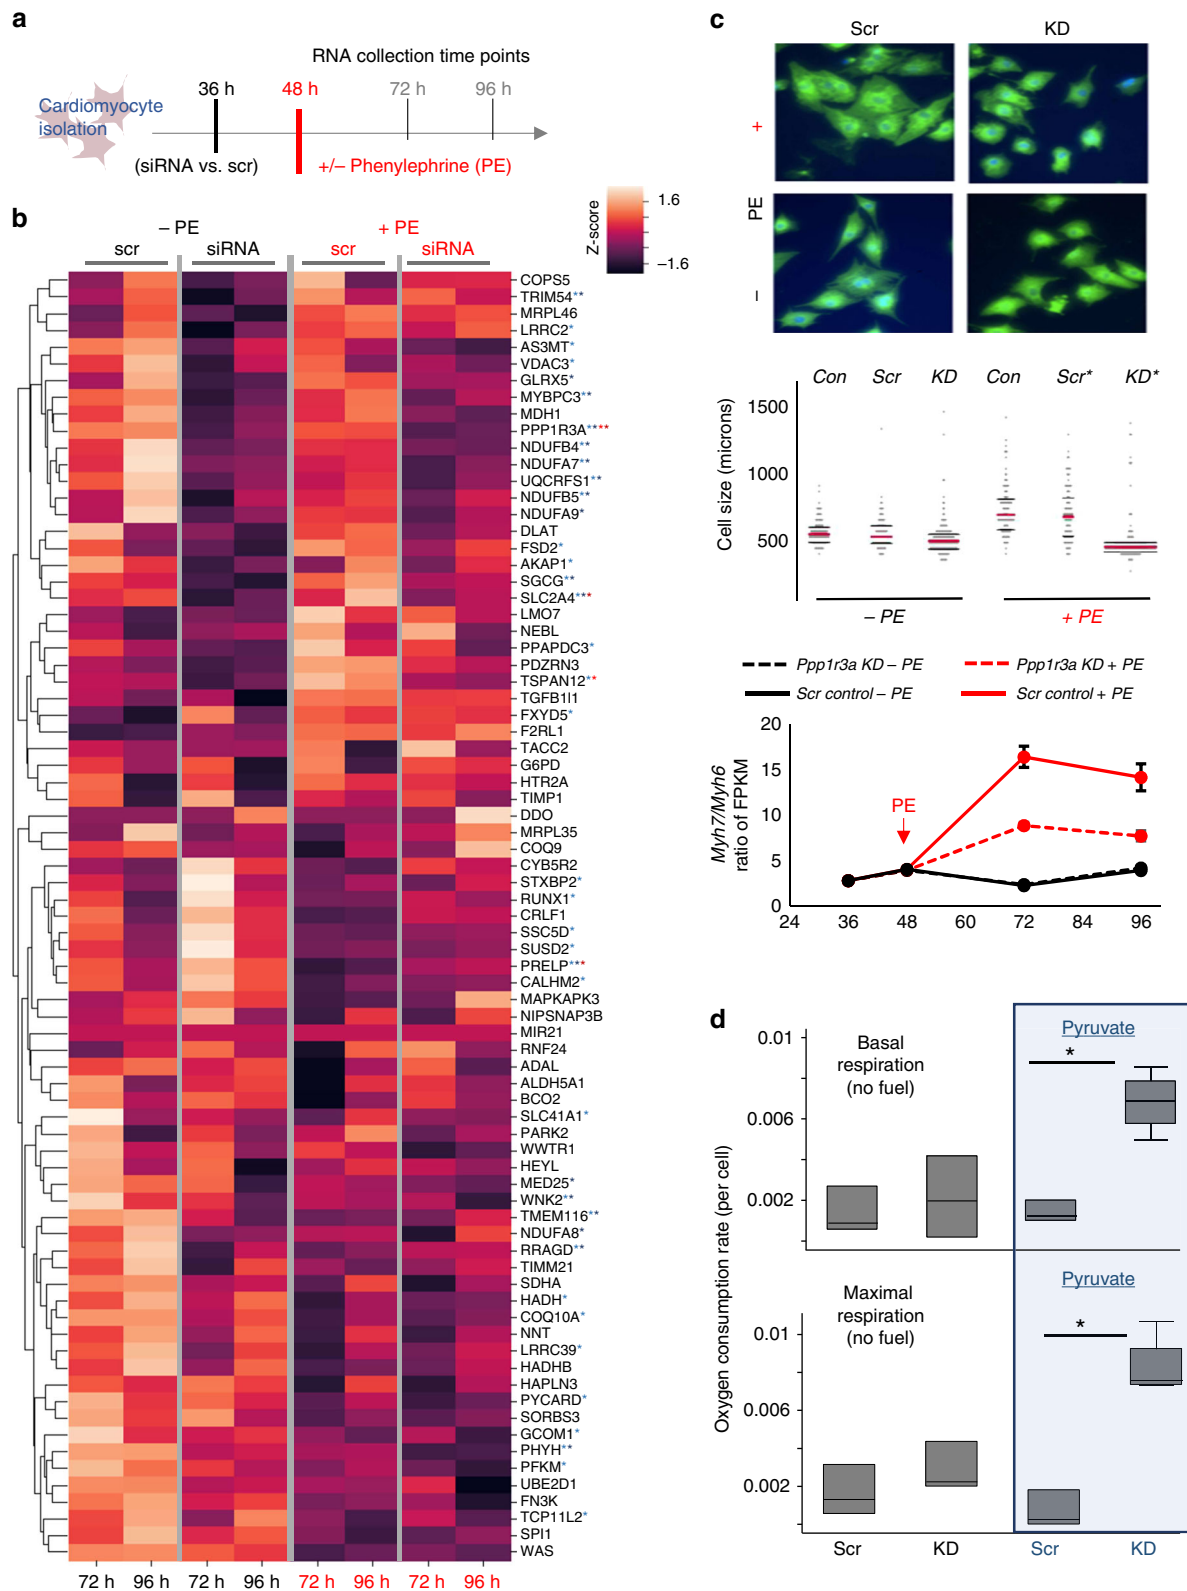 a
RNA collection time points
Cardiomyocyte
isolation
36 h
48 h
72 h
96 h
(siRNA vs. scr)
+/– Phenylephrine (PE)
b
Z-score
1.6
–1.6
– PE
+ PE
scr
siRNA
scr
siRNA
COPS5
TRIM54**
MRPL46
LRRC2*
AS3MT*
VDAC3*
GLRX5*
MYBPC3**
MDH1
PPP1R3A****
NDUFB4**
NDUFA7**
UQCRFS1**
NDUFB5**
NDUFA9*
DLAT
FSD2*
AKAP1*
SGCG**
SLC2A4***
LMO7
NEBL
PPAPDC3*
PDZRN3
TSPAN12**
TGFB1I1
FXYD5*
F2RL1
TACC2
G6PD
HTR2A
TIMP1
DDO
MRPL35
COQ9
CYB5R2
STXBP2*
RUNX1*
CRLF1
SSC5D*
SUSD2*
PRELP***
CALHM2*
MAPKAPK3
NIPSNAP3B
MIR21
RNF24
ADAL
ALDH5A1
BCO2
SLC41A1*
PARK2
WWTR1
HEYL
MED25*
WNK2**
TMEM116**
NDUFA8*
RRAGD**
TIMM21
SDHA
HADH*
COQ10A*
NNT
LRRC39*
HADHB
HAPLN3
PYCARD*
SORBS3
GCOM1*
PHYH**
PFKM*
UBE2D1
FN3K
TCP11L2*
SPI1
WAS
72 h 96 h 72 h 96 h 72 h 96 h 72 h 96 h
c
Scr
KD
+
PE
–
Con Scr KD Con Scr* KD*
Cell size (microns)
1500
1000
500
– PE
+ PE
Ppp1r3a KD – PE
Ppp1r3a KD + PE
Scr control – PE
Scr control + PE
Myh7/Myh6
ratio of FPKM
20
15
10
5
0
PE
24 36 48 60 72 84 96
d
Oxygen consumption rate (per cell)
0.01
0.006
0.002
Basal
respiration
(no fuel)
Pyruvate
*
0.01
0.006
0.002
Maximal
respiration
(no fuel)
Pyruvate
*
Scr KD Scr KD